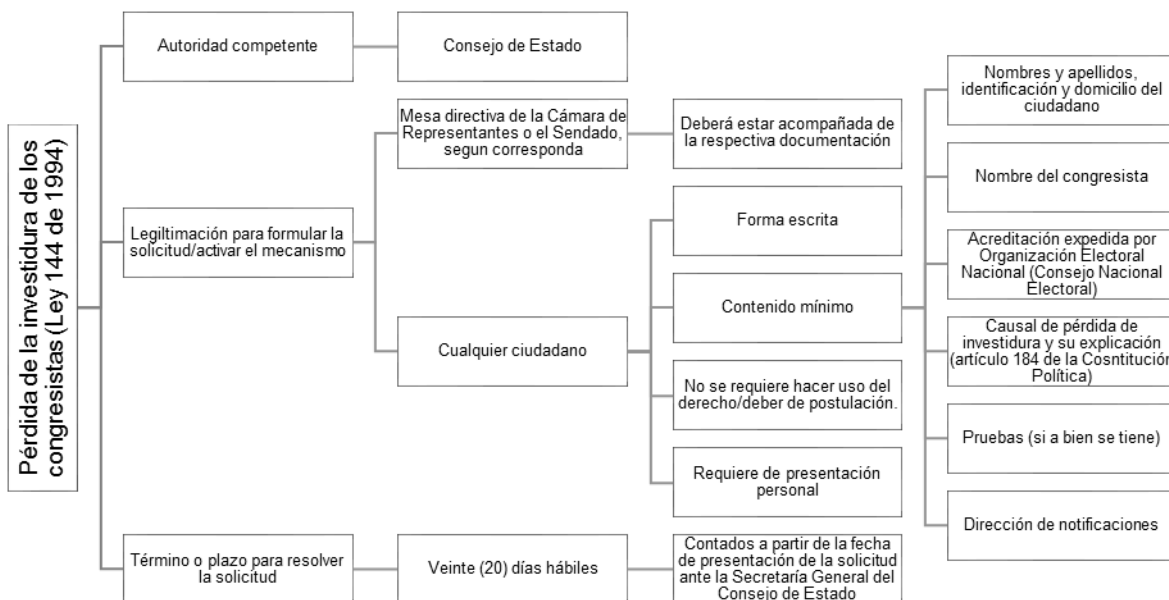 Pérdida de la investidura de los
congresistas (Ley 144 de 1994)
Autoridad competente
Consejo de Estado
Legiltimación para formular la
solicitud/activar el mecanismo
Mesa directiva de la Cámara de
Representantes o el Sendado,
segun corresponda
Deberá estar acompañada de
la respectiva documentación
Cualquier ciudadano
Forma escrita
Contenido mínimo
Nombres y apellidos,
identificación y domicilio del
ciudadano
Nombre del congresista
Acreditación expedida por
Organización Electoral
Nacional (Consejo Nacional
Electoral)
Causal de pérdida de
investidura y su explicación
(artículo 184 de la Cosntitución
Política)
Pruebas (si a bien se tiene)
Dirección de notificaciones
No se requiere hacer uso del
derecho/deber de postulación.
Requiere de presentación
personal
Término o plazo para resolver
la solicitud
Veinte (20) días hábiles
Contados a partir de la fecha
de presentación de la solicitud
ante la Secretaría General del
Consejo de Estado